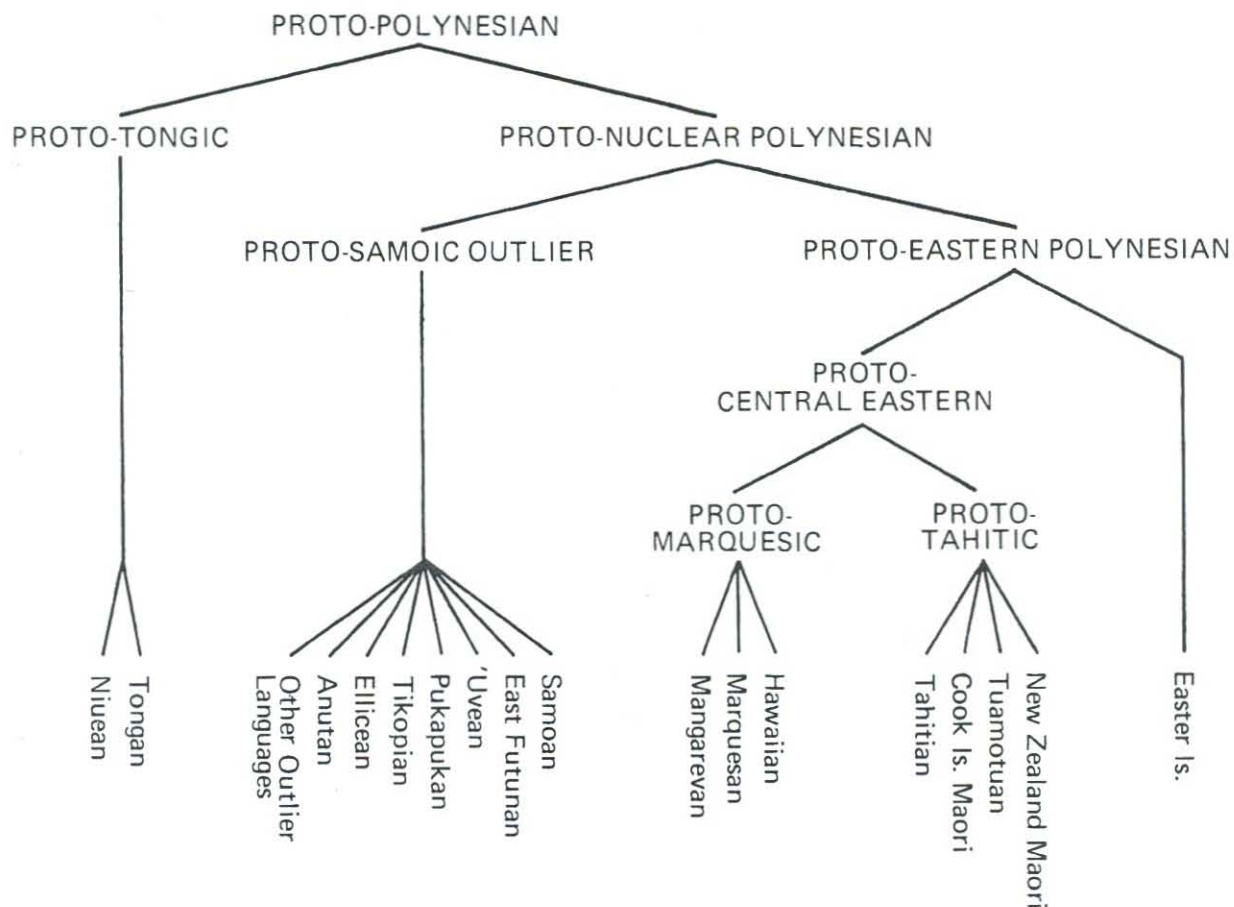 PROTO-POLYNESIAN
PROTO-TONGIC
PROTO-NUCLEAR POLYNESIAN
PROTO-SAMOIC OUTLIER
PROTO-EASTERN POLYNESIAN
PROTO-
CENTRAL EASTERN
PROTO-
MARQUESIC
PROTO-
TAHITIC
Niuean
Tongan
Other Outlier
Languages
Anutan
Ellicean
Tikopian
Pukapukan
'Uvean
East Futunan
Samoan
Mangarevan
Marquesan
Hawaiian
Tahitian
Cook Is. Maori
Tuamotuan
New Zealand Maori
Easter Is.